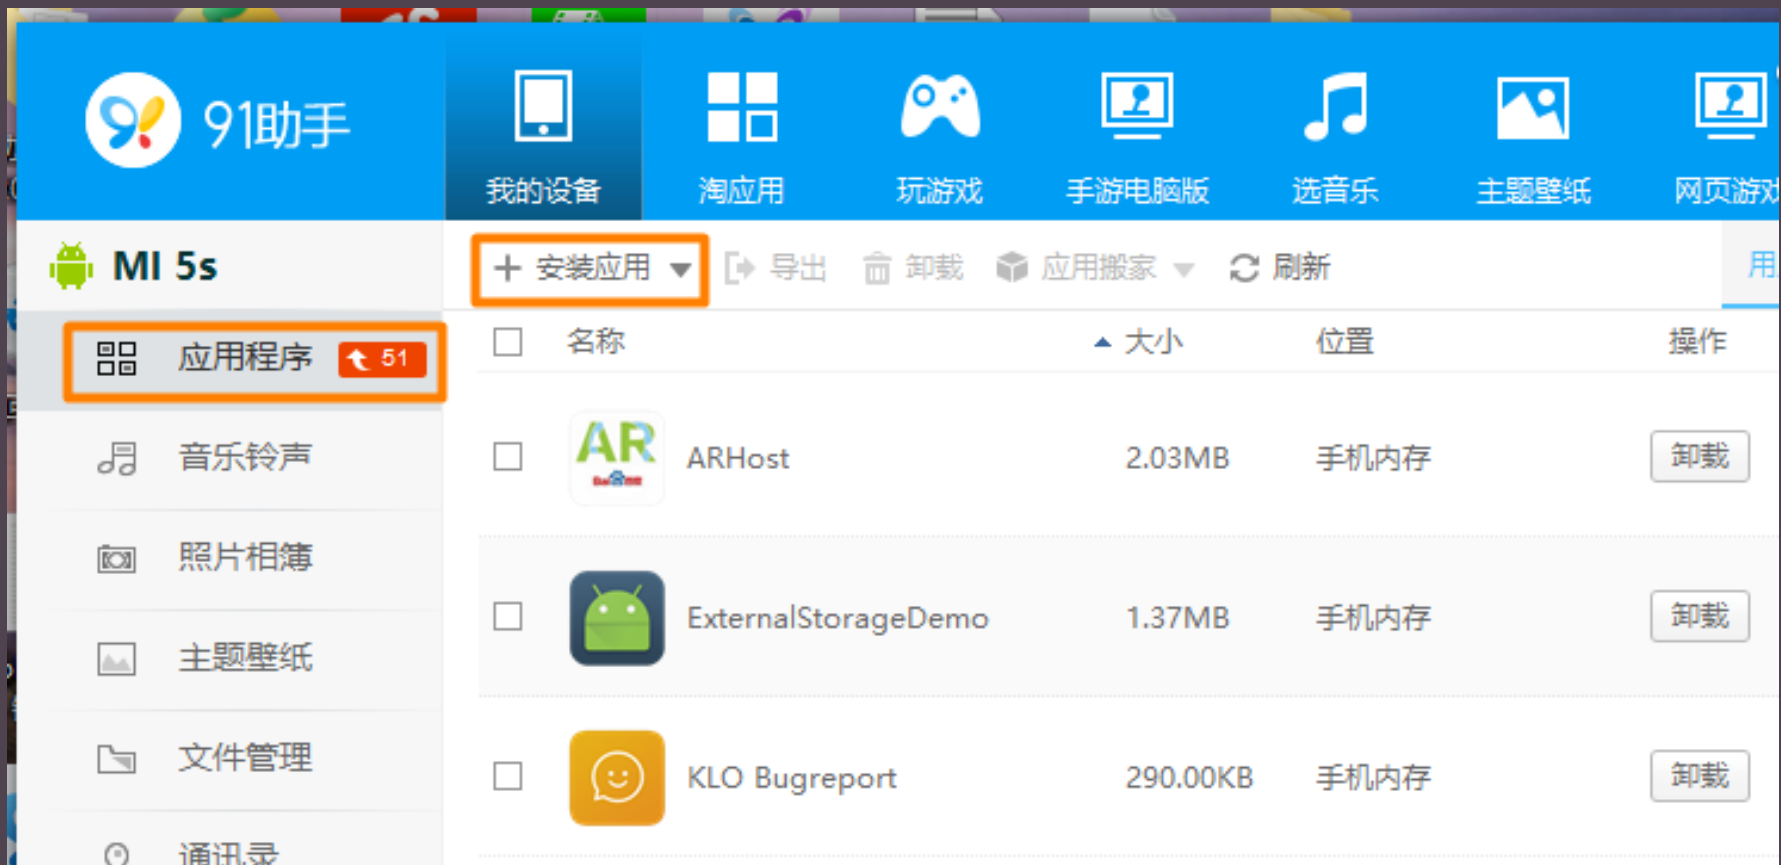 91助手
我的设备 淘应用 玩游戏 手游电脑版 选音乐 主题壁纸 网页游戏
MI 5s
安装应用 导出 卸载 应用搬家 刷新 用
应用程序 51
名称 大小 位置 操作
AR
ARHost 2.03MB 手机内存 卸载
音乐铃声
照片相簿
ExternalStorageDemo 1.37MB 手机内存 卸载
主题壁纸
文件管理
KLO Bugreport 290.00KB 手机内存 卸载
通讯录